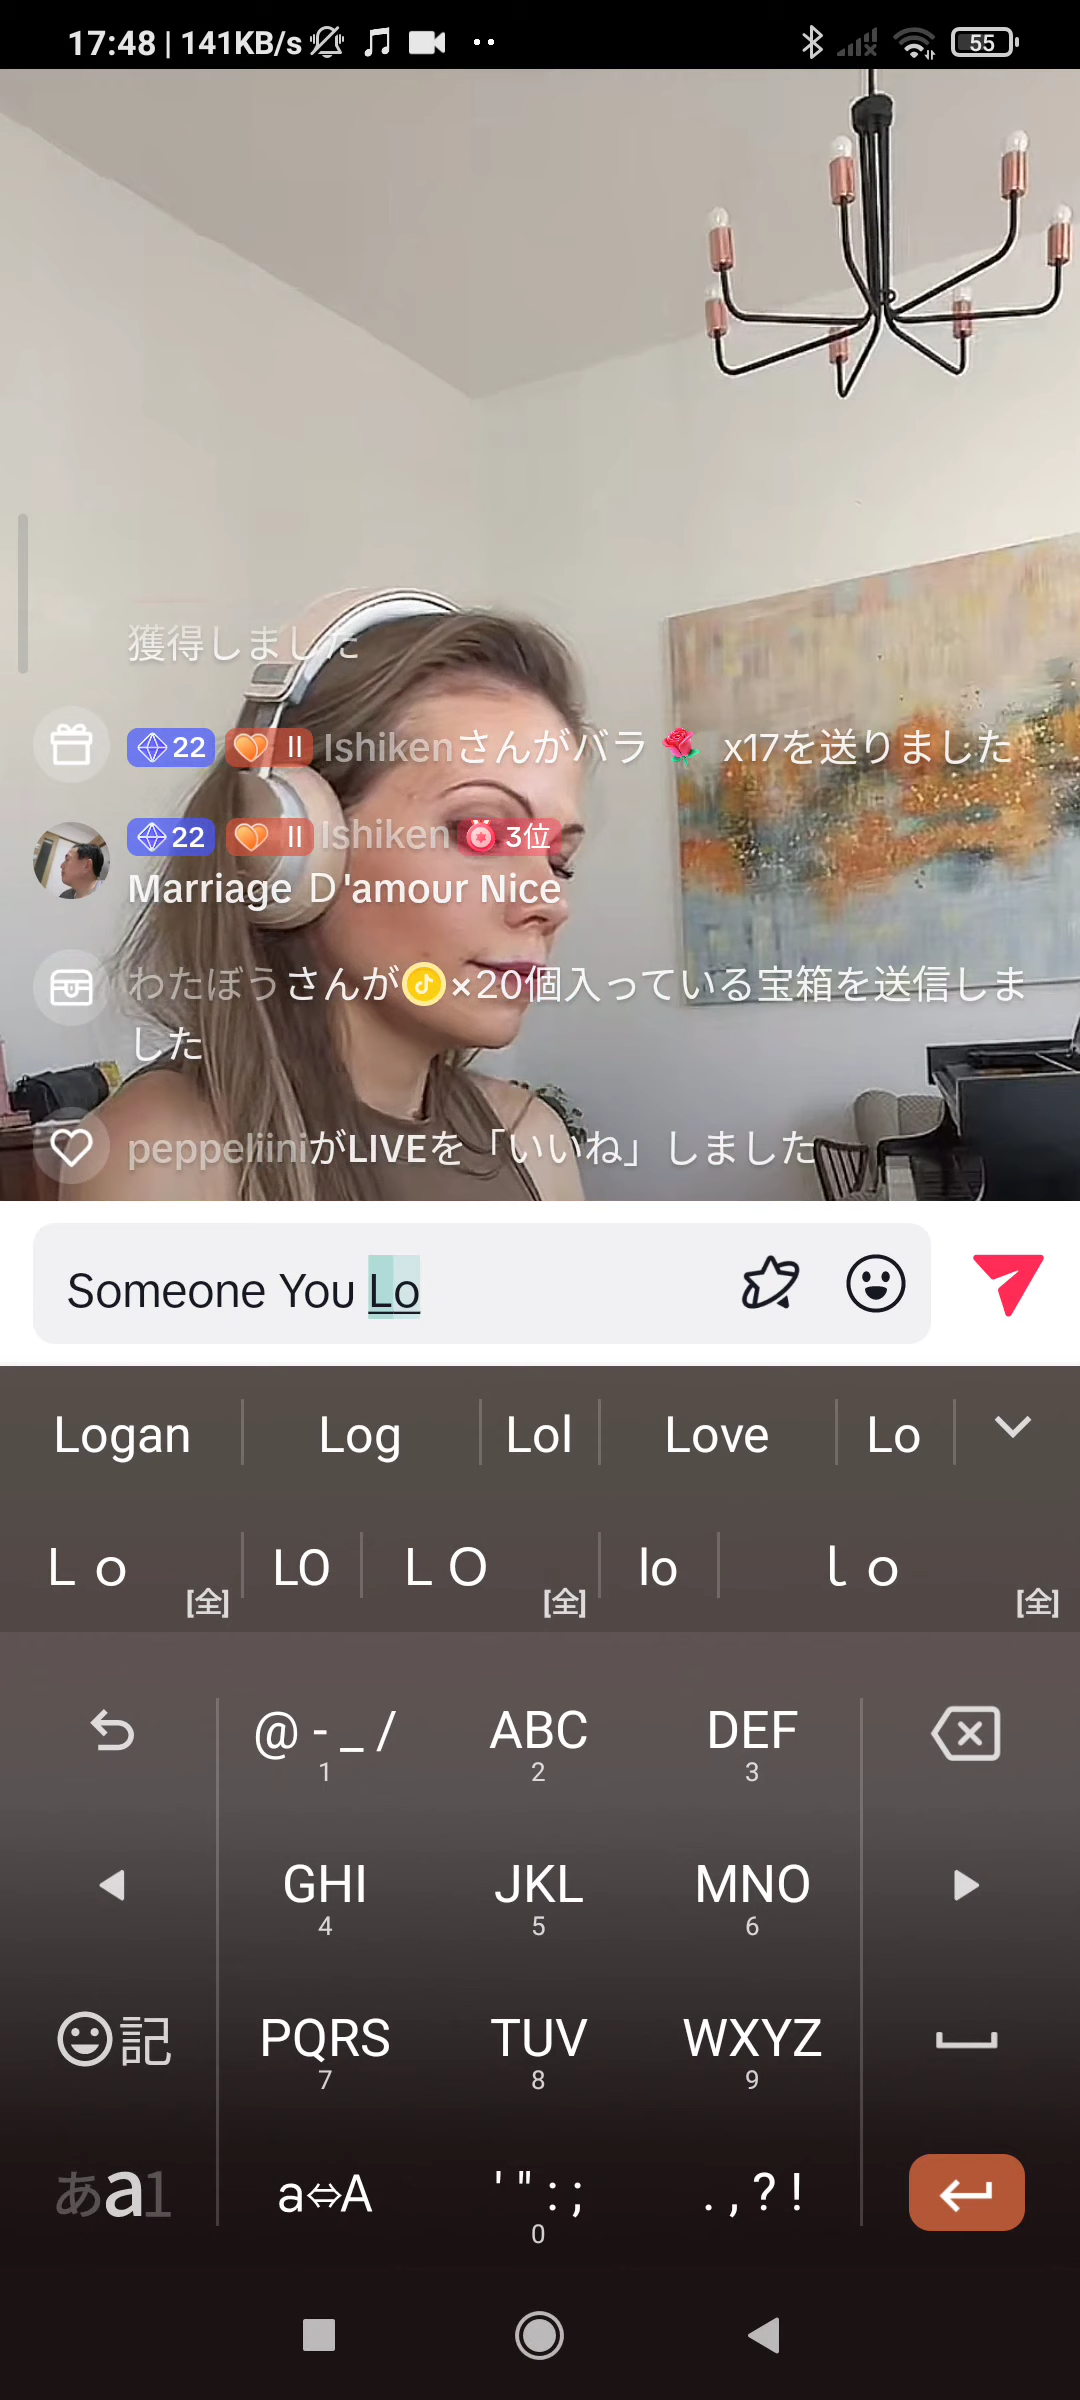 17:48 | 141KB/s 55
獲得しました
22 II Ishikenさんがバラ x17を送りました
22 II Ishiken 3位
Marriage Ｄ'amour Nice
わたぼうさんが×20個入っている宝箱を送信しま
した
peppeliiniがLIVEを「いいね」しました
Someone You Lo
Logan Log Lol Love Lo
Ｌｏ [全] LO ＬＯ [全] lo ｌｏ [全]
@-_/ ABC DEF
1 2 3
GHI JKL MNO
4 5 6
記 PQRS TUV WXYZ
7 8 9
あa1 a⇔A '":; .,?!
0